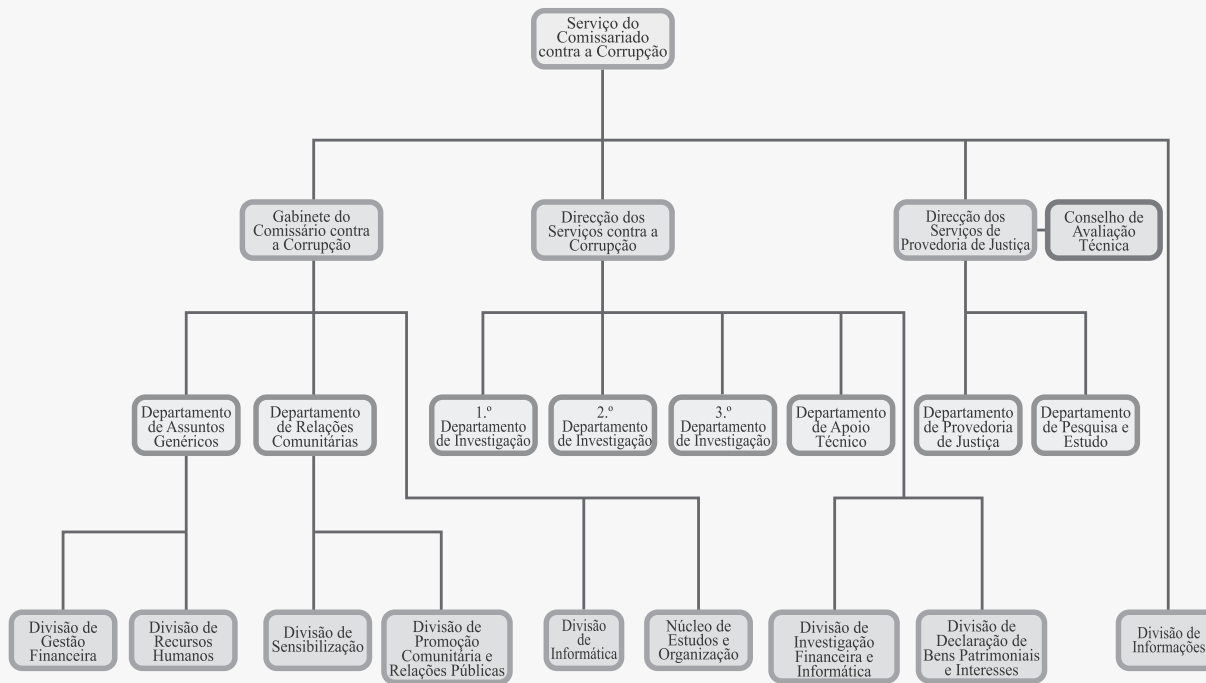 Serviço do
Comissariado
contra a Corrupção
Gabinete do
Comissário contra
a Corrupção
Direcção dos
Serviços contra a
Corrupção
Direcção dos
Serviços de
Provedoria de Justiça
Conselho de
Avaliação
Técnica
Departamento
de Assuntos
Genéricos
Departamento
de Relações
Comunitárias
1.º
Departamento
de Investigação
2.º
Departamento
de Investigação
3.º
Departamento
de Investigação
Departamento
de Apoio
Técnico
Departamento
de Provedoria
de Justiça
Departamento
de Pesquisa e
Estudo
Divisão de
Gestão
Financeira
Divisão de
Recursos
Humanos
Divisão de
Sensibilização
Divisão de
Promoção
Comunitária e
Relações Públicas
Divisão
de
Informática
Núcleo de
Estudos e
Organização
Divisão de
Investigação
Financeira e
Informática
Divisão de
Declaração de
Bens Patrimoniais
e Interesses
Divisão de
Informações